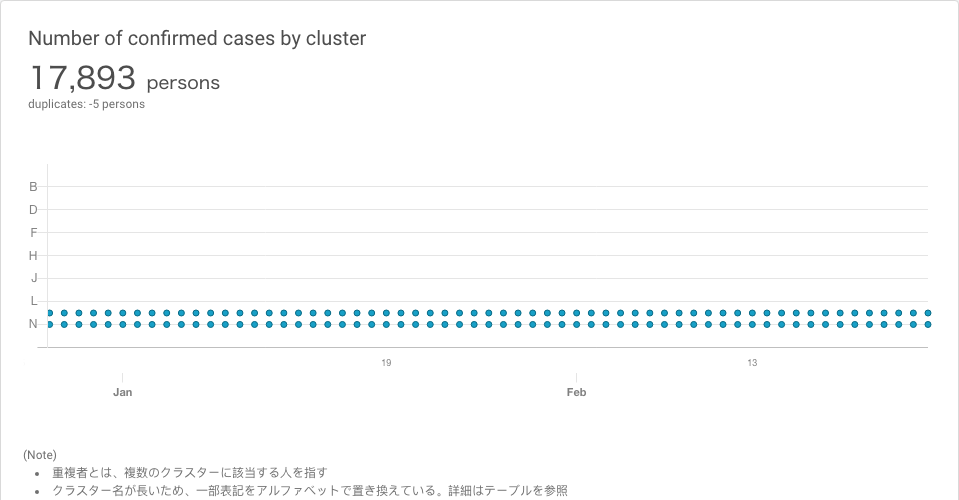 Number of confirmed cases by cluster
17,893 persons
duplicates: -5 persons
B
D
F
H
J
L
N
19 13
Jan Feb
(Note)
• 重複者とは、複数のクラスターに該当する人を指す
• クラスター名が長いため、一部表記をアルファベットで置き換えている。詳細はテーブルを参照